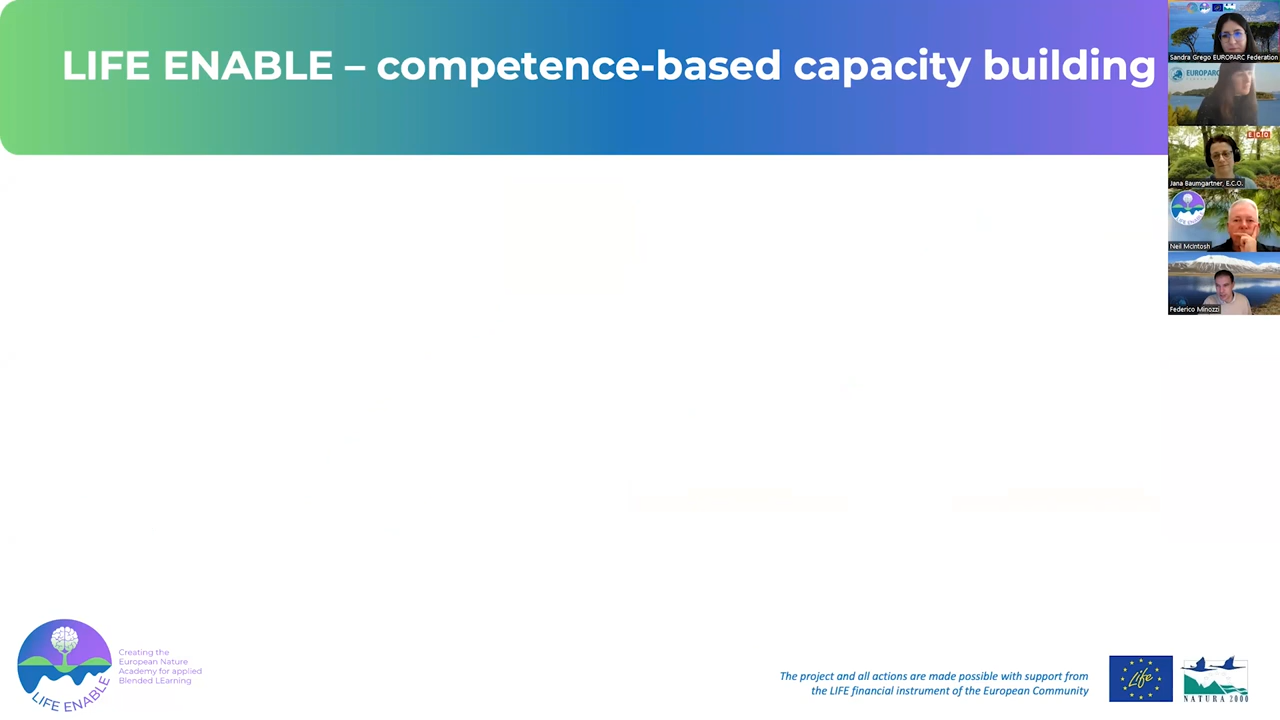 LIFE ENABLE – competence-based capacity building
Sandra Grego EUROPARC Federation
EUROPARC
E.C.O.
Jana Baumgartner, E.C.O.
Neil McIntosh
Federico Minozzi
Creating the
European Nature
Academy for applied
Blended LEarning
LIFE ENABLE
The project and all actions are made possible with support from
the LIFE financial instrument of the European Community
Life
NATURA 2000